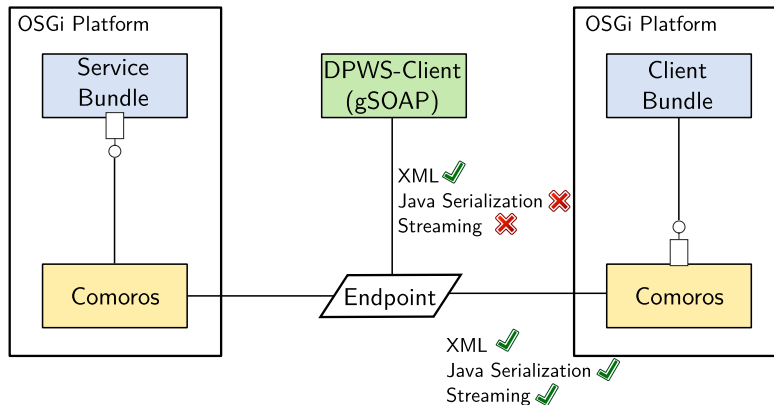 OSGi Platform
Service
Bundle
Comoros
DPWS-Client
(gSOAP)
XML
Java Serialization
Streaming
Endpoint
OSGi Platform
Client
Bundle
Comoros
XML
Java Serialization
Streaming